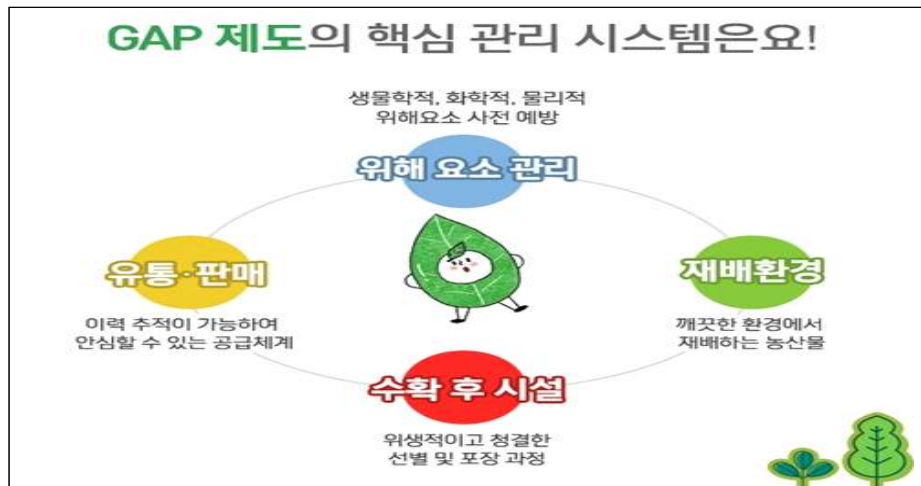 GAP 제도의 핵심 관리 시스템은요!
생물학적, 화학적, 물리적
위해요소 사전 예방
위해 요소 관리
유통·판매
이력 추적이 가능하여
안심할 수 있는 공급체계
재배환경
깨끗한 환경에서
재배하는 농산물
수확 후 시설
위생적이고 청결한
선별 및 포장 과정